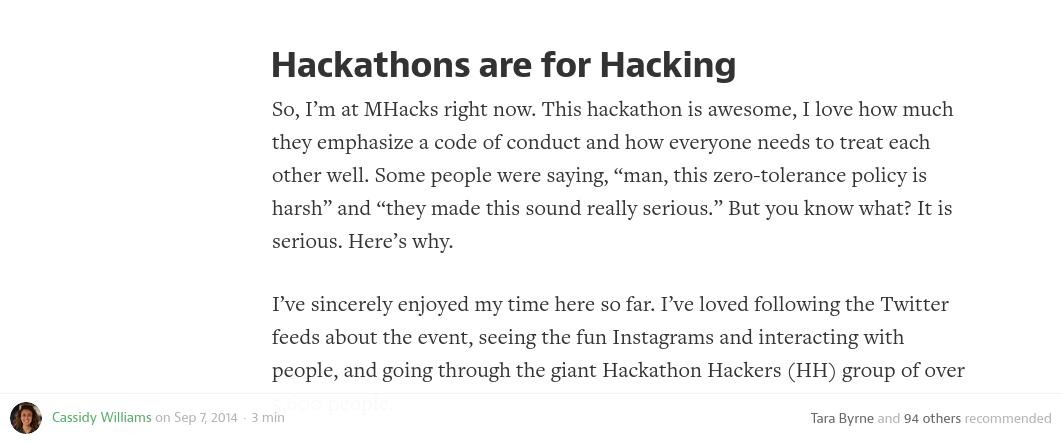 Hackathons are for Hacking
So, I’m at MHacks right now. This hackathon is awesome, I love how much
they emphasize a code of conduct and how everyone needs to treat each
other well. Some people were saying, “man, this zero-tolerance policy is
harsh” and “they made this sound really serious.” But you know what? It is
serious. Here’s why.
I’ve sincerely enjoyed my time here so far. I’ve loved following the Twitter
feeds about the event, seeing the fun Instagrams and interacting with
people, and going through the giant Hackathon Hackers (HH) group of over
people.
Cassidy Williams on Sep 7, 2014 · 3 min
Tara Byrne and 94 others recommended